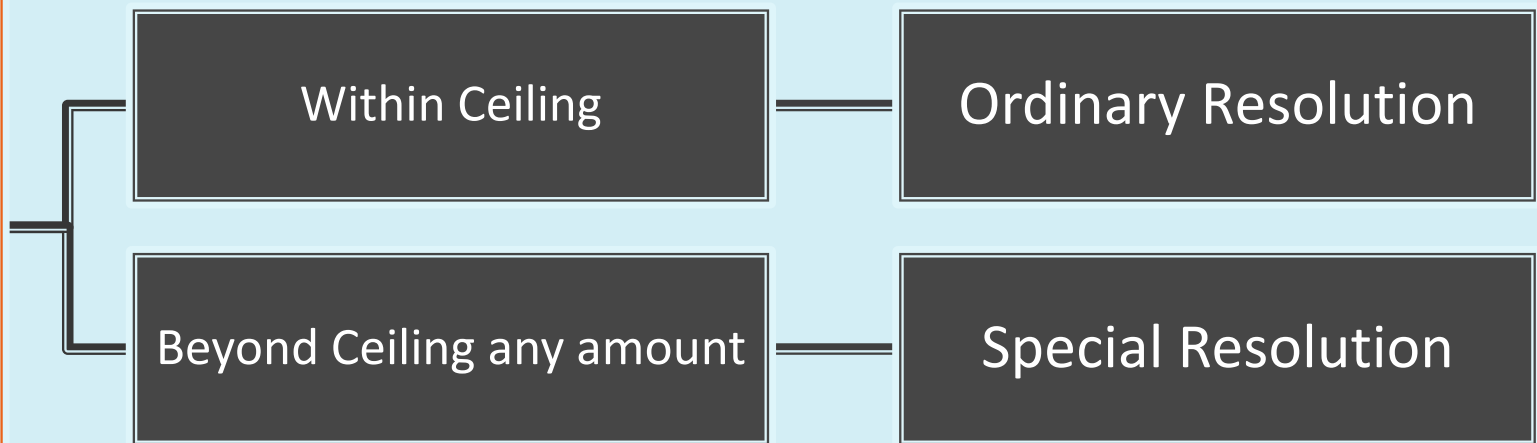 Within Ceiling
Ordinary Resolution
Beyond Ceiling any amount
Special Resolution